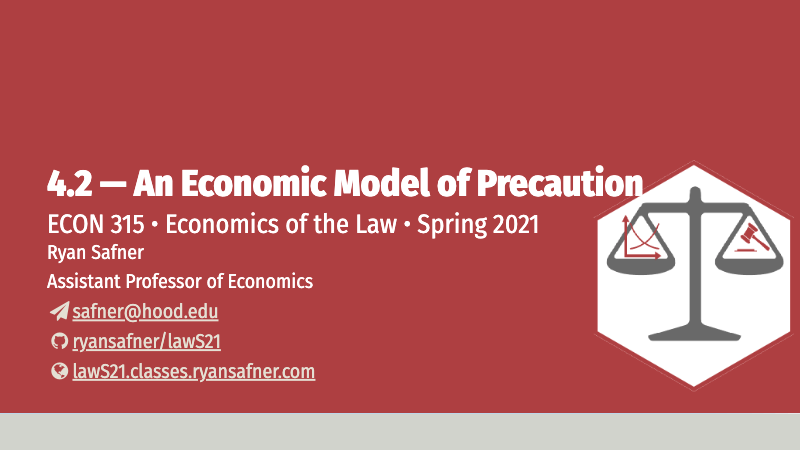 4.2 — An Economic Model of Precaution
ECON 315 • Economics of the Law • Spring 2021
Ryan Safner
Assistant Professor of Economics
safner@hood.edu
ryansafner/lawS21
lawS21.classes.ryansafner.com